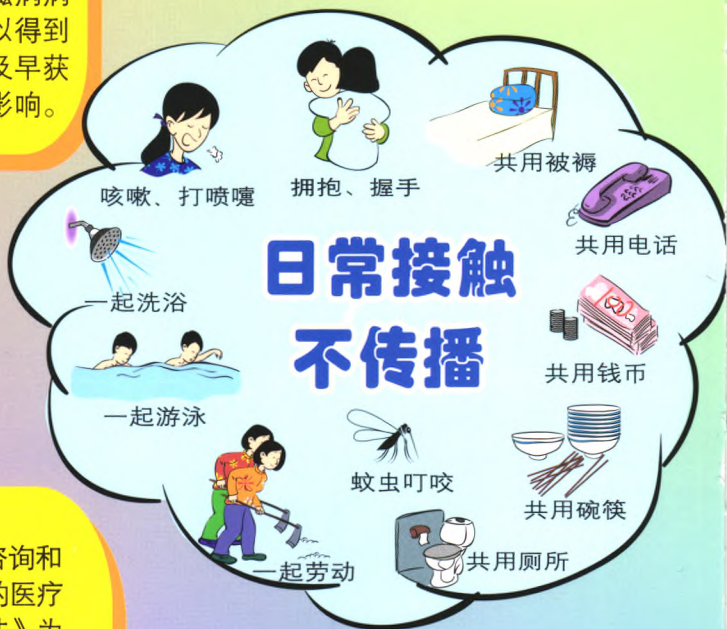 以得到
及早获
影响。
咳嗽、打喷嚏
拥抱、握手
共用被褥
共用电话
一起洗浴
日常接触
不传播
共用钱币
一起游泳
蚊虫叮咬
共用碗筷
一起劳动
共用厕所
咨询和
的医疗